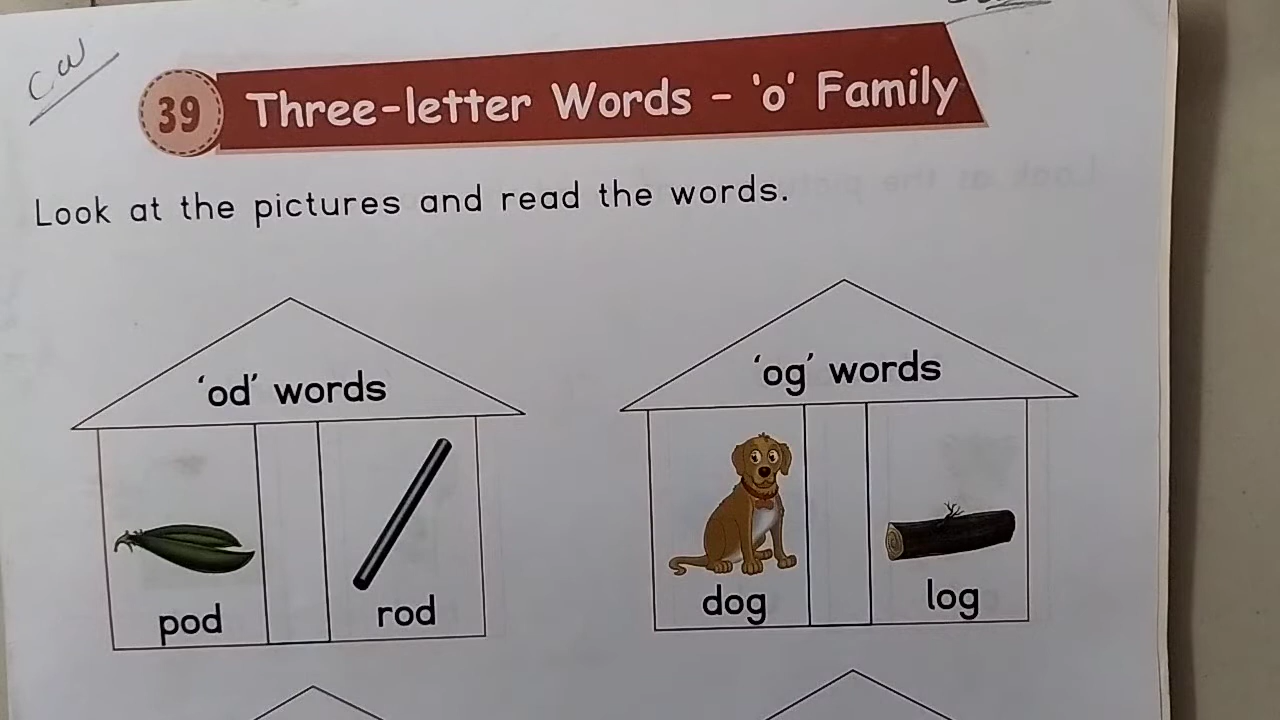 CW
39 Three-letter Words - 'o' Family
Look at the pictures and read the words.
'od' words
pod
rod
'og' words
dog
log